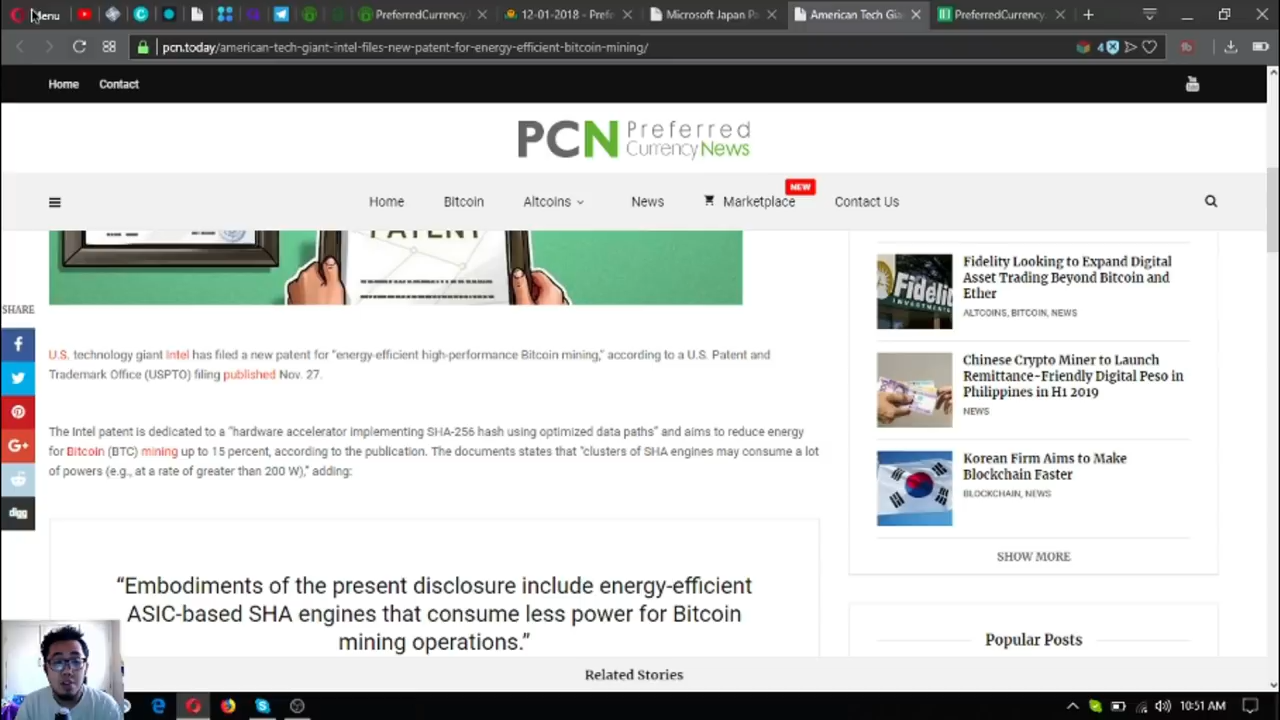 Menu
PreferredCurrency.
12-01-2018 - Prefe
Microsoft Japan Pa
American Tech Gia
PreferredCurrency.
pcn.today/american-tech-giant-intel-files-new-patent-for-energy-efficient-bitcoin-mining/
4
Home
Contact
PCN Preferred
CurrencyNews
NEW
Home
Bitcoin
Altcoins
News
Marketplace
Contact Us
PATENT
SHARE
U.S. technology giant Intel has filed a new patent for “energy-efficient high-performance Bitcoin mining,” according to a U.S. Patent and
Trademark Office (USPTO) filing published Nov. 27.
The Intel patent is dedicated to a “hardware accelerator implementing SHA-256 hash using optimized data paths” and aims to reduce energy
for Bitcoin (BTC) mining up to 15 percent, according to the publication. The documents states that “clusters of SHA engines may consume a lot
of powers (e.g., at a rate of greater than 200 W),” adding:
“Embodiments of the present disclosure include energy-efficient
ASIC-based SHA engines that consume less power for Bitcoin
mining operations.”
digg
Fidelity
INVESTMENTS
Fidelity Looking to Expand Digital
Asset Trading Beyond Bitcoin and
Ether
ALTCOINS, BITCOIN, NEWS
Chinese Crypto Miner to Launch
Remittance-Friendly Digital Peso in
Philippines in H1 2019
NEWS
Korean Firm Aims to Make
Blockchain Faster
BLOCKCHAIN, NEWS
SHOW MORE
Popular Posts
Related Stories
10:51 AM